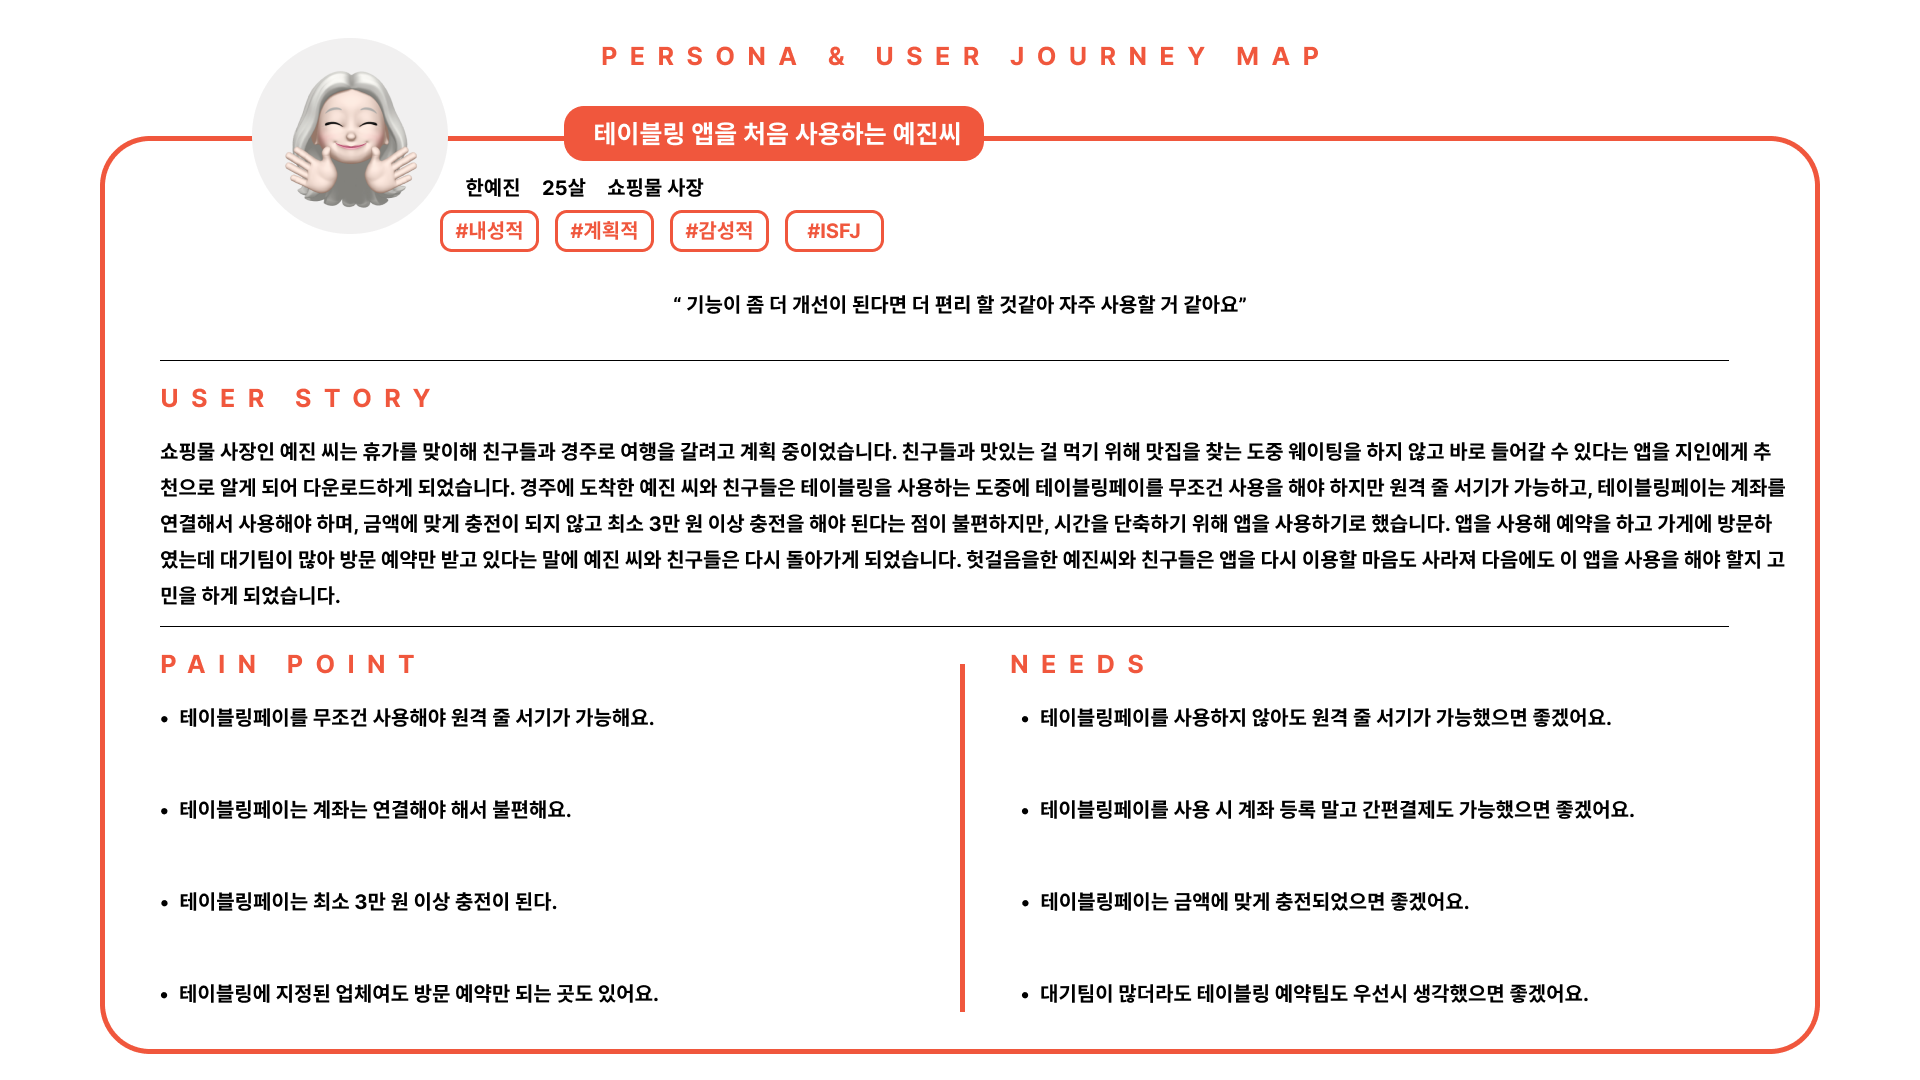 PERSONA & USER JOURNEY MAP
테이블링 앱을 처음 사용하는 예진씨
한예진 25살 쇼핑몰 사장
#내성적 #계획적 #감성적 #ISFJ
“ 기능이 좀 더 개선이 된다면 더 편리 할 것같아 자주 사용할 거 같아요”
USER STORY
쇼핑몰 사장인 예진 씨는 휴가를 맞이해 친구들과 경주로 여행을 갈려고 계획 중이었습니다. 친구들과 맛있는 걸 먹기 위해 맛집을 찾는 도중 웨이팅을 하지 않고 바로 들어갈 수 있다는 앱을 지인에게 추
천으로 알게 되어 다운로드하게 되었습니다. 경주에 도착한 예진 씨와 친구들은 테이블링을 사용하는 도중에 테이블링페이를 무조건 사용을 해야 하지만 원격 줄 서기가 가능하고, 테이블링페이는 계좌를
연결해서 사용해야 하며, 금액에 맞게 충전이 되지 않고 최소 3만 원 이상 충전을 해야 된다는 점이 불편하지만, 시간을 단축하기 위해 앱을 사용하기로 했습니다. 앱을 사용해 예약을 하고 가게에 방문하
였는데 대기팀이 많아 방문 예약만 받고 있다는 말에 예진 씨와 친구들은 다시 돌아가게 되었습니다. 헛걸음을한 예진씨와 친구들은 앱을 다시 이용할 마음도 사라져 다음에도 이 앱을 사용을 해야 할지 고
민을 하게 되었습니다.
PAIN POINT
• 테이블링페이를 무조건 사용해야 원격 줄 서기가 가능해요.
• 테이블링페이는 계좌는 연결해야 해서 불편해요.
• 테이블링페이는 최소 3만 원 이상 충전이 된다.
• 테이블링에 지정된 업체여도 방문 예약만 되는 곳도 있어요.
NEEDS
• 테이블링페이를 사용하지 않아도 원격 줄 서기가 가능했으면 좋겠어요.
• 테이블링페이를 사용 시 계좌 등록 말고 간편결제도 가능했으면 좋겠어요.
• 테이블링페이는 금액에 맞게 충전되었으면 좋겠어요.
• 대기팀이 많더라도 테이블링 예약팀도 우선시 생각했으면 좋겠어요.